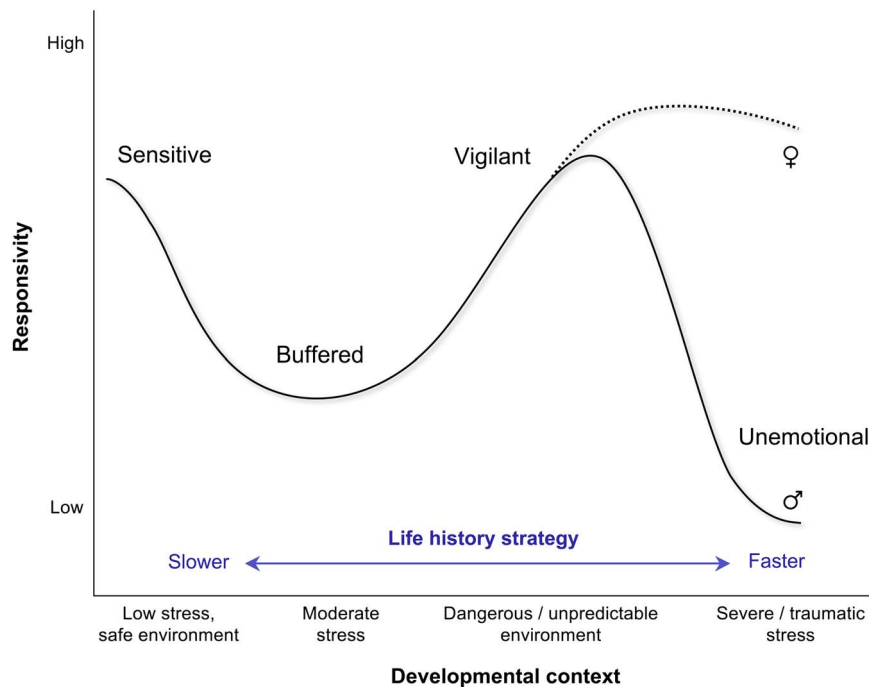 High
Sensitive
Vigilant
♀
Responsivity
Buffered
Unemotional
Low
♂
Life history strategy
Slower
Faster
Low stress,
safe environment
Moderate
stress
Dangerous / unpredictable
environment
Severe / traumatic
stress
Developmental context